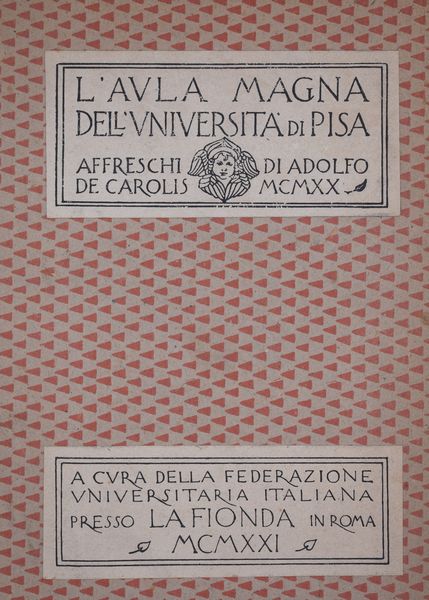 L'AVLA MAGNA
DELL'VNIVERSITA' DI PISA
AFFRESCHI DI ADOLFO
DE CAROLIS MCMXX
A CVRA DELLA FEDERAZIONE
VNIVERSITARIA ITALIANA
PRESSO LA FIONDA IN ROMA
MCMXXI